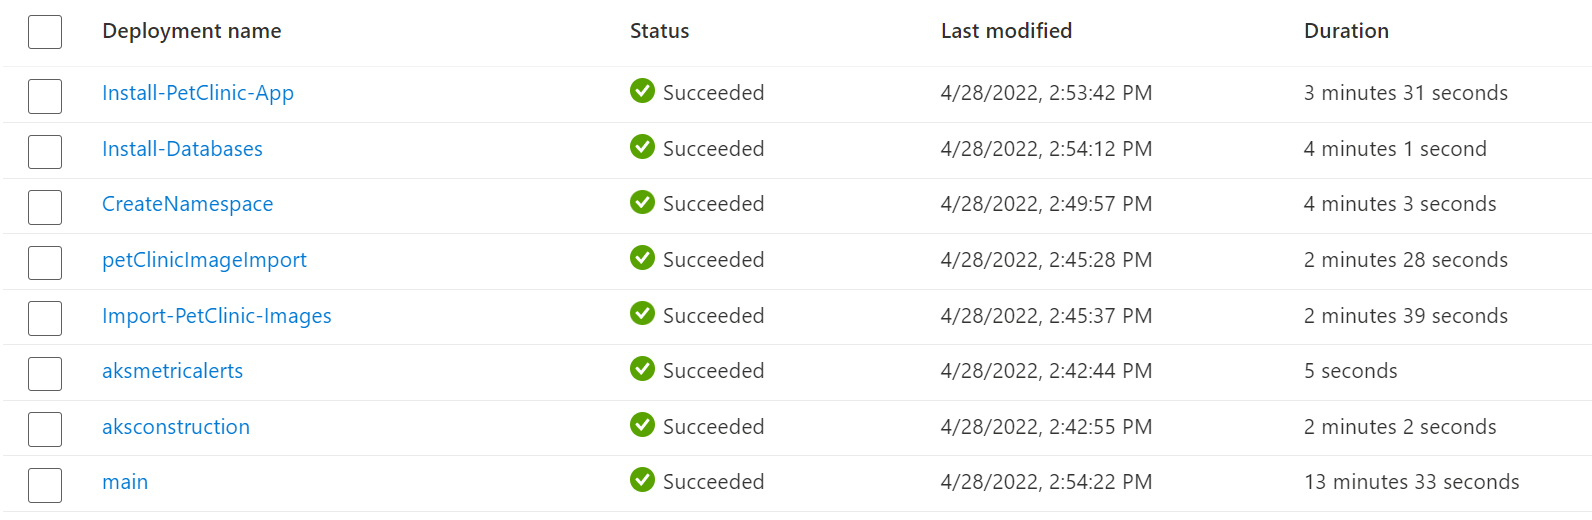 Deployment name Status Last modified Duration
Install-PetClinic-App Succeeded 4/28/2022, 2:53:42 PM 3 minutes 31 seconds
Install-Databases Succeeded 4/28/2022, 2:54:12 PM 4 minutes 1 second
CreateNamespace Succeeded 4/28/2022, 2:49:57 PM 4 minutes 3 seconds
petClinicImageImport Succeeded 4/28/2022, 2:45:28 PM 2 minutes 28 seconds
Import-PetClinic-Images Succeeded 4/28/2022, 2:45:37 PM 2 minutes 39 seconds
aksmetricalerts Succeeded 4/28/2022, 2:42:44 PM 5 seconds
aksconstruction Succeeded 4/28/2022, 2:42:55 PM 2 minutes 2 seconds
main Succeeded 4/28/2022, 2:54:22 PM 13 minutes 33 seconds